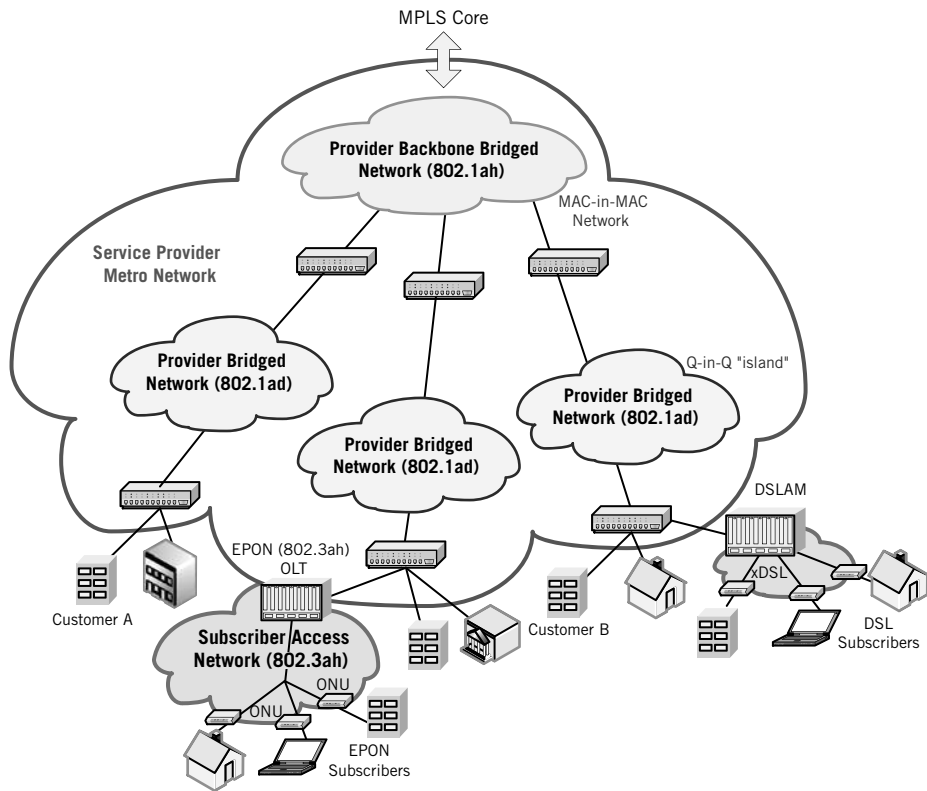 MPLS Core
Provider Backbone Bridged
Network (802.1ah)
MAC-in-MAC
Network
Service Provider
Metro Network
Provider Bridged
Network (802.1ad)
Q-in-Q "island"
Provider Bridged
Network (802.1ad)
Provider Bridged
Network (802.1ad)
DSLAM
EPON (802.3ah)
OLT
xDSL
Customer A
Customer B
DSL
Subscribers
Subscriber Access
Network (802.3ah)
ONU
ONU
EPON
Subscribers